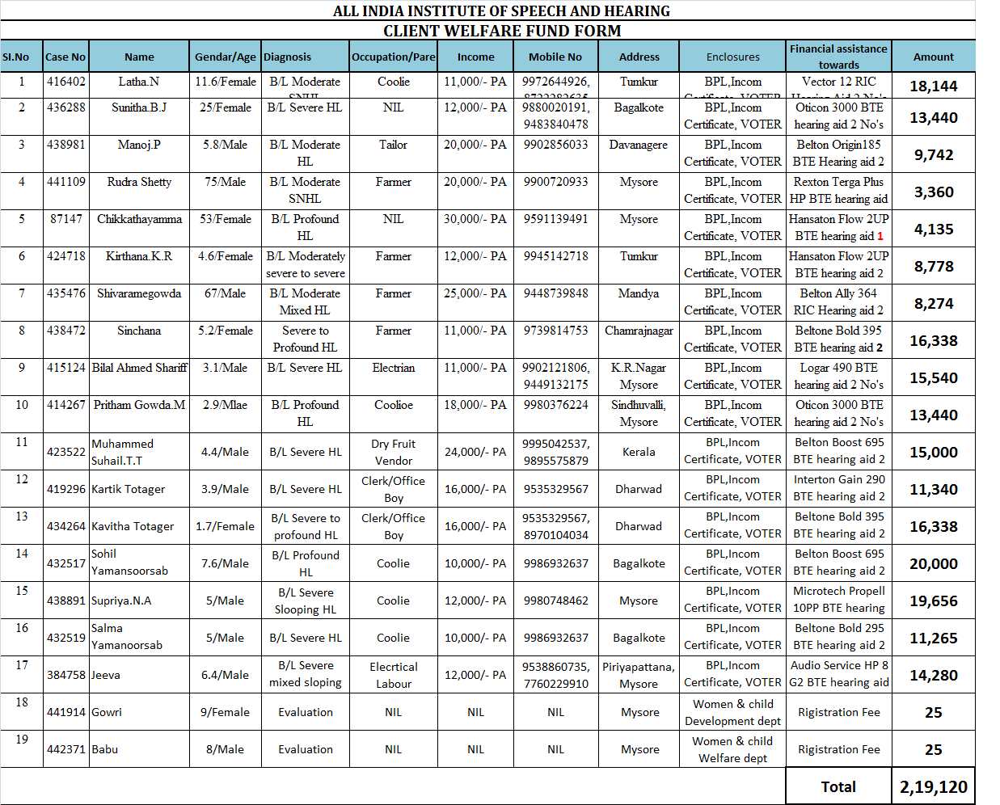 ALL INDIA INSTITUTE OF SPEECH AND HEARING
CLIENT WELFARE FUND FORM
SI.No Case No Name Gendar/Age Diagnosis Occupation/Pare Income Mobile No Address Enclosures Financial assistance towards Amount
1 416402 Latha.N 11.6/Female B/L Moderate SNHL Coolie 11,000/- PA 9972644926, Tumkur BPL,Incom Certificate, VOTER Vector 12 RIC Hearing Aid 2 No's 18,144
2 436288 Sunitha.B.J 25/Female B/L Severe HL NIL 12,000/- PA 9880020191, 9483840478 Bagalkote BPL,Incom Certificate, VOTER Oticon 3000 BTE hearing aid 2 No's 13,440
3 438981 Manoj.P 5.8/Male B/L Moderate HL Tailor 20,000/- PA 9902856033 Davanagere BPL,Incom Certificate, VOTER Belton Origin185 BTE Hearing aid 2 9,742
4 441109 Rudra Shetty 75/Male B/L Moderate SNHL Farmer 20,000/- PA 9900720933 Mysore BPL,Incom Certificate, VOTER Rexton Terga Plus HP BTE hearing aid 3,360
5 87147 Chikkathayamma 53/Female B/L Profound HL NIL 30,000/- PA 9591139491 Mysore BPL,Incom Certificate, VOTER Hansaton Flow 2UP BTE hearing aid 1 4,135
6 424718 Kirthana.K.R 4.6/Female B/L Moderately severe to severe Farmer 12,000/- PA 9945142718 Tumkur BPL,Incom Certificate, VOTER Hansaton Flow 2UP BTE hearing aid 2 8,778
7 435476 Shivaramegowda 67/Male B/L Moderate Mixed HL Farmer 25,000/- PA 9448739848 Mandya BPL,Incom Certificate, VOTER Belton Ally 364 RIC Hearing aid 2 8,274
8 438472 Sinchana 5.2/Female Severe to Profound HL Farmer 11,000/- PA 9739814753 Chamrajnagar BPL,Incom Certificate, VOTER Beltone Bold 395 BTE hearing aid 2 16,338
9 415124 Bilal Ahmed Shariff 3.1/Male B/L Severe HL Electrian 11,000/- PA 9902121806, 9449132175 K.R.Nagar Mysore BPL,Incom Certificate, VOTER Logar 490 BTE hearing aid 2 No's 15,540
10 414267 Pritham Gowda.M 2.9/Mlae B/L Profound HL Coolioe 18,000/- PA 9980376224 Sindhuvalli, Mysore BPL,Incom Certificate, VOTER Oticon 3000 BTE hearing aid 2 No's 13,440
11 423522 Muhammed Suhail.T.T 4.4/Male B/L Severe HL Dry Fruit Vendor 24,000/- PA 9995042537, 9895575879 Kerala BPL,Incom Certificate, VOTER Belton Boost 695 BTE hearing aid 2 15,000
12 419296 Kartik Totager 3.9/Male B/L Severe HL Clerk/Office Boy 16,000/- PA 9535329567 Dharwad BPL,Incom Certificate, VOTER Interton Gain 290 BTE hearing aid 2 11,340
13 434264 Kavitha Totager 1.7/Female B/L Severe to profound HL Clerk/Office Boy 16,000/- PA 9535329567, 8970104034 Dharwad BPL,Incom Certificate, VOTER Beltone Bold 395 BTE hearing aid 2 16,338
14 432517 Sohil Yamansoorsab 7.6/Male B/L Profound HL Coolie 10,000/- PA 9986932637 Bagalkote BPL,Incom Certificate, VOTER Belton Boost 695 BTE hearing aid 2 20,000
15 438891 Supriya.N.A 5/Male B/L Severe Slooping HL Coolie 12,000/- PA 9980748462 Mysore BPL,Incom Certificate, VOTER Microtech Propell 10PP BTE hearing 19,656
16 432519 Salma Yamanoorsab 5/Male B/L Severe HL Coolie 10,000/- PA 9986932637 Bagalkote BPL,Incom Certificate, VOTER Beltone Bold 295 BTE hearing aid 2 11,265
17 384758 Jeeva 6.4/Male B/L Severe mixed sloping Elecrtical Labour 12,000/- PA 9538860735, 7760229910 Piriyapattana, Mysore BPL,Incom Certificate, VOTER Audio Service HP 8 G2 BTE hearing aid 14,280
18 441914 Gowri 9/Female Evaluation NIL NIL NIL Mysore Women & child Development dept Rigistration Fee 25
19 442371 Babu 8/Male Evaluation NIL NIL NIL Mysore Women & child Welfare dept Rigistration Fee 25
Total 2,19,120